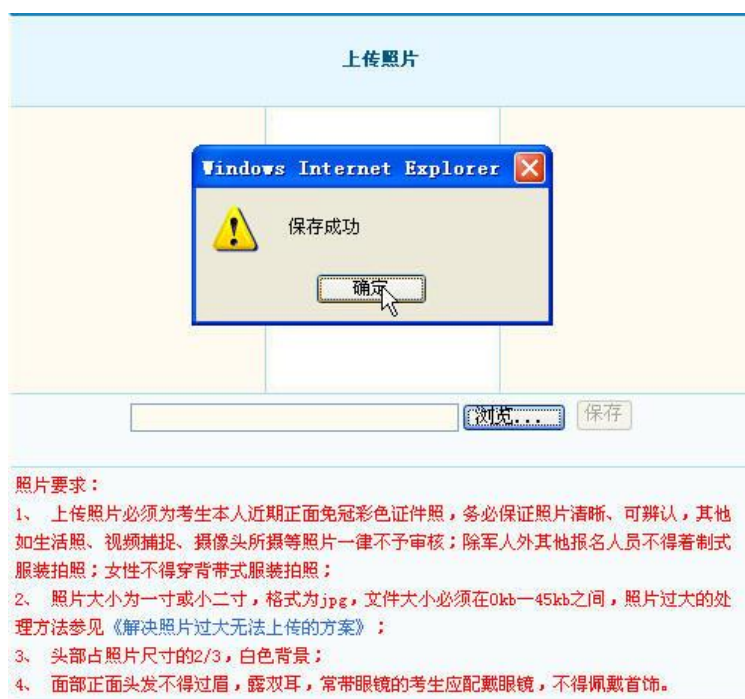 上传照片
Windows Internet Explorer
保存成功
确定
浏览...
保存
照片要求：
1、 上传照片必须为考生本人近期正面免冠彩色证件照，务必保证照片清晰、可辨认，其他
如生活照、视频捕捉、摄像头所摄等照片一律不予审核；除军人外其他报名人员不得着制式
服装拍照；女性不得穿背带式服装拍照；
2、 照片大小为一寸或小二寸，格式为jpg，文件大小必须在0kb一45kb之间，照片过大的处
理方法参见《解决照片过大无法上传的方案》；
3、 头部占照片尺寸的2/3，白色背景；
4、 面部正面头发不得过眉，露双耳，常带眼镜的考生应配戴眼镜，不得佩戴首饰。